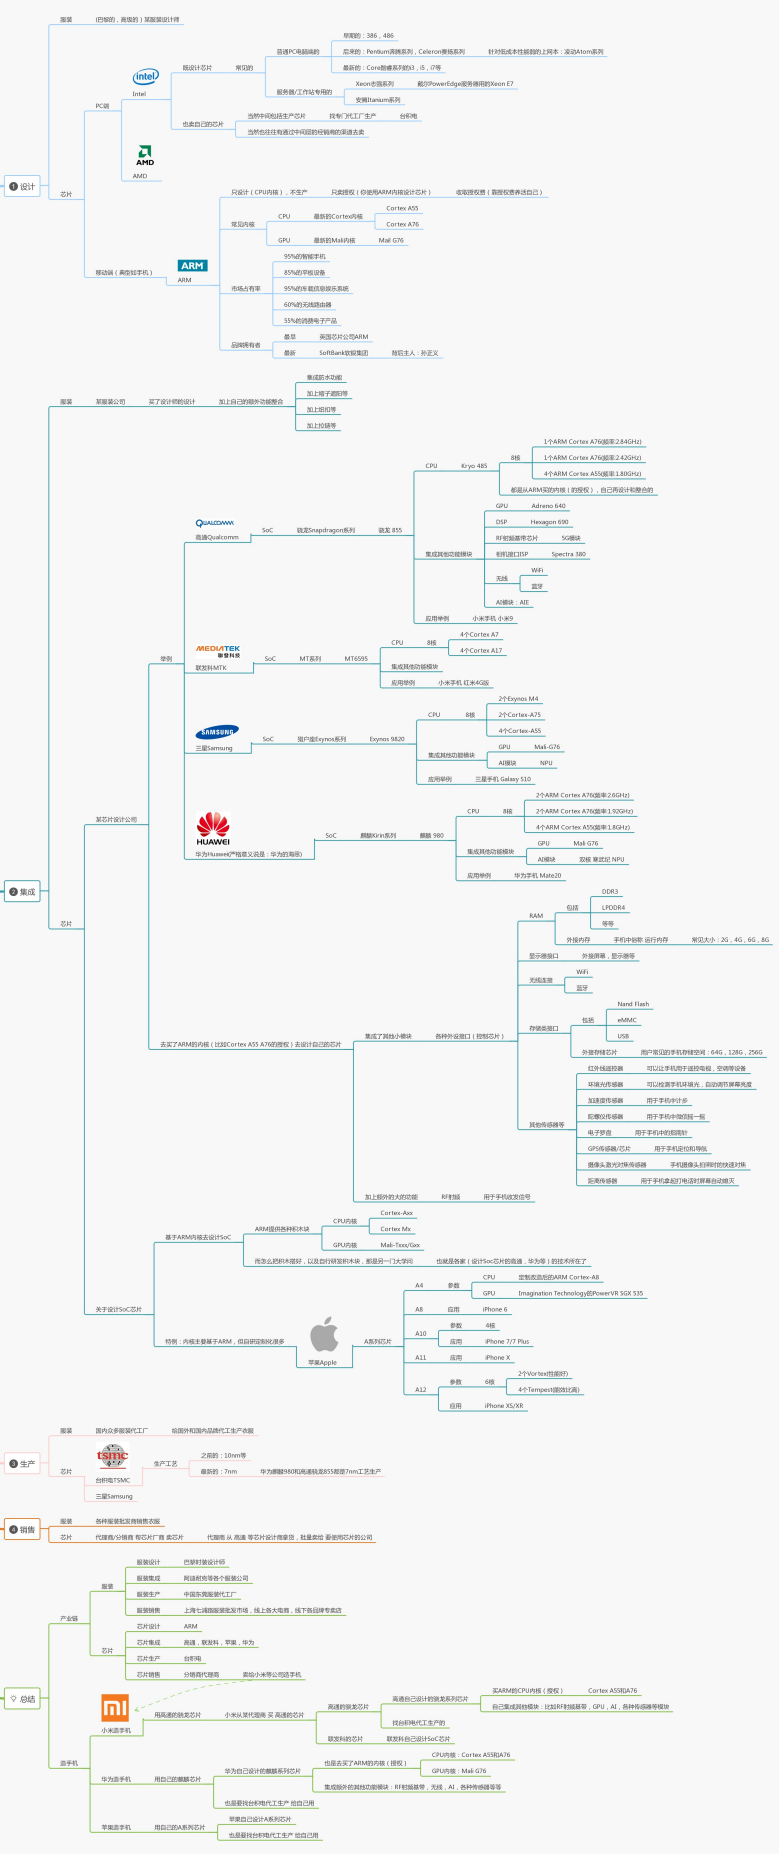 服装 (巴黎的，高级的) 某服装设计师
早期的：386，486
普通PC电脑端的
后来的：Pentium奔腾系列，Celeron赛扬系列 针对低成本性能弱的上网本：凌动Atom系列
既设计芯片 常见的
最新的：Core酷睿系列的i3，i5，i7等
intel
Xeon志强系列 戴尔PowerEdge服务器用的Xeon E7
服务器/工作站专用的
Intel
安腾Itanium系列
PC端
当然中间包括生产芯片 找专门代工厂生产 台积电
也卖自己的芯片
当然也往往有通过中间层的经销商的渠道去卖
AMD
AMD
1 设计
芯片
只设计（CPU内核），不生产 只卖授权（你使用ARM内核设计芯片） 收取授权费（靠授权费养活自己）
Cortex A55
CPU 最新的Cortex内核
常见内核
Cortex A76
GPU 最新的Mali内核 Mail G76
95%的智能手机
ARM
85%的平板设备
移动端（典型如手机）
ARM
市场占有率
95%的车载信息娱乐系统
60%的无线路由器
55%的消费电子产品
最早 英国芯片公司ARM
品牌拥有者
最新 SoftBank软银集团 背后主人：孙正义
集成防水功能
加上帽子遮阳等
服装 某服装公司 买了设计师的设计 加上自己的额外功能整合
加上纽扣等
加上拉链等
1个ARM Cortex A76(频率:2.84GHz)
8核
1个ARM Cortex A76(频率:2.42GHz)
CPU Kryo 485
4个ARM Cortex A55(频率:1.80GHz)
都是从ARM买的内核（的授权），自己再设计和整合的
GPU Adreno 640
QUALCOMM
DSP Hexagon 690
SoC 骁龙Snapdragon系列 骁龙 855
高通Qualcomm
RF射频基带芯片 5G模块
集成其他功能模块
相机接口ISP Spectra 380
WiFi
无线
蓝牙
AI模块：AIE
应用举例 小米手机 小米9
4个Cortex A7
CPU 8核
MEDIATEK
联發科技
4个Cortex A17
举例
SoC MT系列 MT6595
联发科MTK
集成其他功能模块
应用举例 小米手机 红米4G版
2个Exynos M4
CPU 8核
2个Cortex-A75
SAMSUNG
4个Cortex-A55
三星Samsung
SoC 猎户座Exynos系列 Exynos 9820
GPU Mali-G76
集成其他功能模块
AI模块 NPU
应用举例 三星手机 Galaxy S10
2个ARM Cortex A76(频率:2.6GHz)
CPU 8核
2个ARM Cortex A76(频率:1.92GHz)
某芯片设计公司
4个ARM Cortex A55(频率:1.8GHz)
HUAWEI
SoC 麒麟Kirin系列 麒麟 980
GPU Mali G76
华为Huawei(严格意义说是：华为的海思)
集成其他功能模块
AI模块 双核 寒武纪 NPU
应用举例 华为手机 Mate20
2 集成
DDR3
包括
LPDDR4
RAM
等等
芯片
外接内存 手机中俗称 运行内存 常见大小：2G，4G，6G，8G
显示器接口 外接屏幕，显示器等
WiFi
无线连接
蓝牙
Nand Flash
包括
eMMC
存储类接口
USB
集成了其他小模块 各种外设接口（控制芯片）
去买了ARM的内核（比如Cortex A55 A76的授权）去设计自己的芯片
外接存储芯片 用户常见的手机存储空间：64G，128G，256G
红外线遥控器 可以让手机用于遥控电视，空调等设备
环境光传感器 可以检测手机环境光，自动调节屏幕亮度
加速度传感器 用于手机中计步
陀螺仪传感器 用于手机中微信摇一摇
其他传感器等
电子罗盘 用于手机中的指南针
GPS传感器/芯片 用于手机定位和导航
摄像头激光对焦传感器 手机摄像头拍照时的快速对焦
距离传感器 用于手机拿起打电话时屏幕自动熄灭
加上额外的大的功能 RF射频 用于手机收发信号
Cortex-Axx
CPU内核
ARM提供各种积木块
Cortex Mx
基于ARM内核去设计SoC
GPU内核 Mali-Txxx/Gxx
而怎么把积木搭好，以及自行研发积木块，都是另一门大学问 也就是各家（设计Soc芯片的高通，华为等）的技术所在了
CPU 定制改造后的ARM Cortex-A8
A4 参数
GPU Imagination Technology的PowerVR SGX 535
关于设计SoC芯片
A8 应用 iPhone 6
参数 4核
A10
应用 iPhone 7/7 Plus
特例：内核主要基于ARM，但自研定制化很多
A系列芯片
苹果Apple
A11 应用 iPhone X
2个Vortex(性能好)
参数 6核
4个Tempest(能效比高)
A12
应用 iPhone XS/XR
服装 国内众多服装代工厂 给国外和国内品牌代工生产衣服
tsmc
之前的：10nm等
3 生产
生产工艺
芯片
最新的：7nm 华为麒麟980和高通骁龙855都是7nm工艺生产
台积电TSMC
三星Samsung
服装 各种服装批发商销售衣服
4 销售
芯片 代理商/分销商 帮芯片厂商 卖芯片 代理商 从 高通 等芯片设计商拿货，批量卖给 要使用芯片的公司
服装设计 巴黎时装设计师
服装集成 阿迪耐克等各个服装公司
服装
服装生产 中国东莞服装代工厂
服装销售 上海七浦路服装批发市场，线上各大电商，线下各品牌专卖店
产业链
芯片设计 ARM
芯片集成 高通，联发科，苹果，华为
芯片
芯片生产 台积电
芯片销售 分销商代理商 卖给小米等公司造手机
总结
mi
买ARM的CPU内核（授权） Cortex A55和A76
高通自己设计的骁龙系列芯片
自己集成其他模块：比如RF射频基带，GPU，AI，各种传感器等模块
高通的骁龙芯片
用高通的骁龙芯片 小米从某代理商 买 高通的芯片
找台积电代工生产的
小米造手机
联发科的芯片 联发科自己设计SoC芯片
CPU内核：Cortex A55和A76
也是去买了ARM的内核（授权）
造手机
华为自己设计的麒麟系列芯片
GPU内核：Mali G76
华为造手机 用自己的麒麟芯片
集成额外的其他功能模块：RF射频基带，无线，AI，各种传感器等等
也是要找台积电代工生产 给自己用
苹果自己设计A系列芯片
苹果造手机 用自己的A系列芯片
也是要找台积电代工生产 给自己用